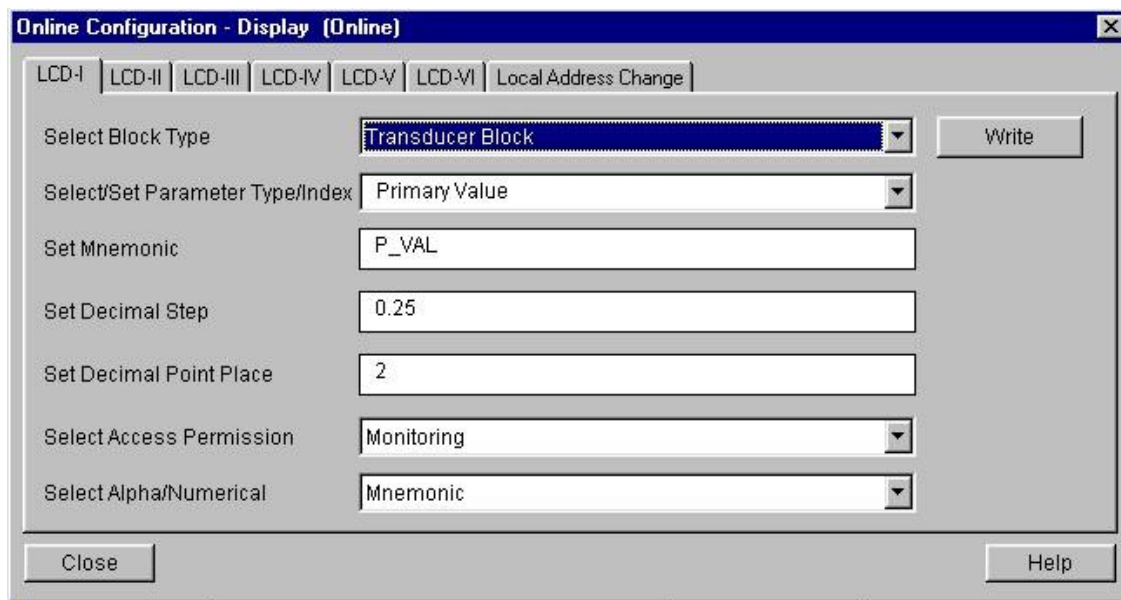 Online Configuration - Display (Online)
LCD-I LCD-II LCD-III LCD-IV LCD-V LCD-VI Local Address Change
Select Block Type Transducer Block Write
Select/Set Parameter Type/Index Primary Value
Set Mnemonic P_VAL
Set Decimal Step 0.25
Set Decimal Point Place 2
Select Access Permission Monitoring
Select Alpha/Numerical Mnemonic
Close Help